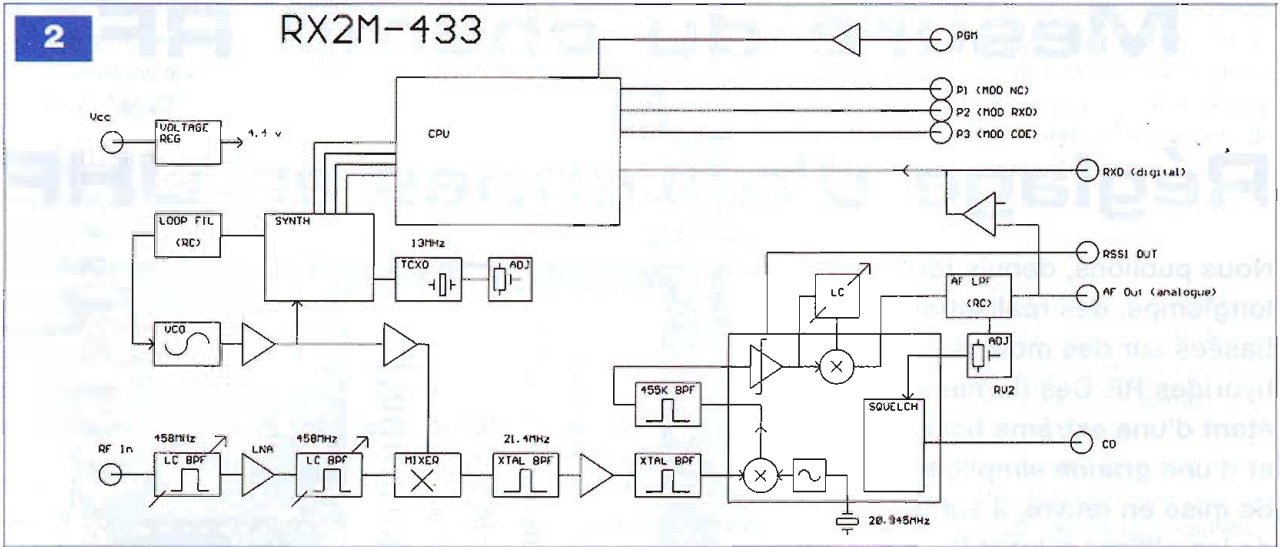 2
RX2M-433
PGM
P1 (MOD NC)
P2 (MOD RXD)
P3 (MOD COE)
CPU
Vcc
VOLTAGE REG
4.4 v
RXD (digital)
LOOP FIL
(RC)
SYNTH
13MHz
TCXO
ADJ
RSSI OUT
AF LPF
(RC)
AF Out (analogue)
LC
VCO
ADJ
RV2
455K BPF
SQUELCH
CD
RF In
458MHz
LC BPF
LNA
458MHz
LC BPF
MIXER
21.4MHz
XTAL BPF
XTAL BPF
20.945MHz
Nous publions, depuis
longtemps, des
basées sur des
hybrides RF. Ces
étant d'une extrême
et d'une grande
de mise en œuvre, il